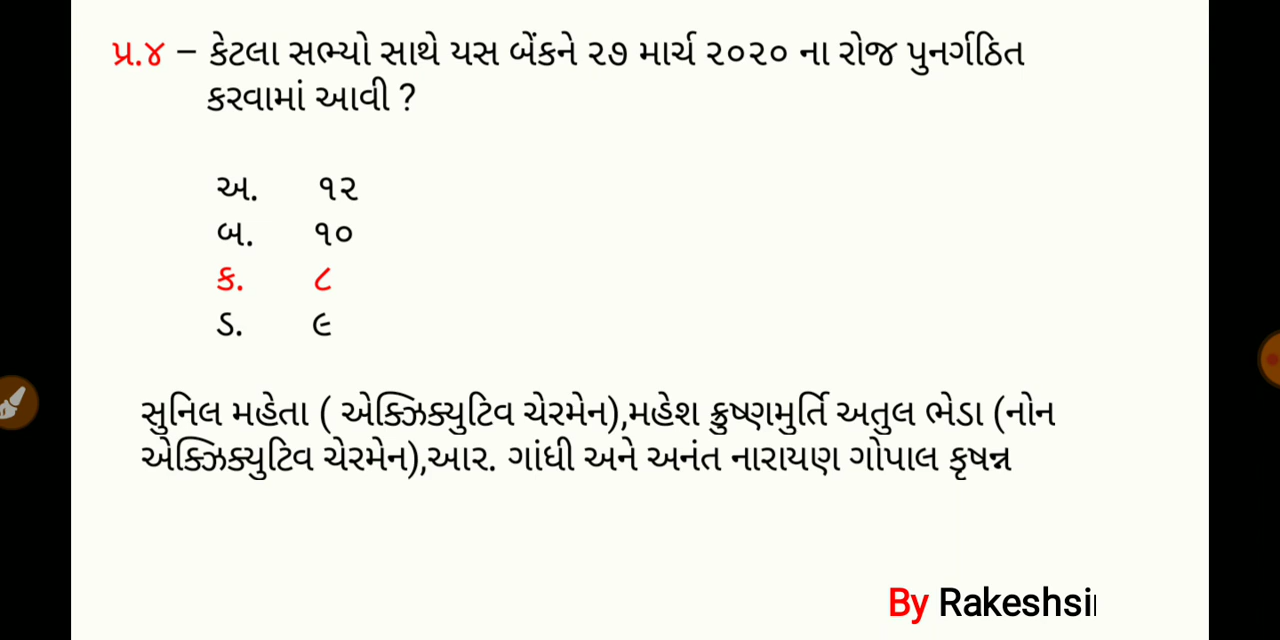 પ્ર.૪ – કેટલા સભ્યો સાથે યસ બેંકને ૨૭ માર્ચ ૨૦૨૦ ના રોજ પુનર્ગઠિત
કરવામાં આવી ?
અ. ૧૨
બ. ૧૦
ક. ૮
ડ. ૯
સુનિલ મહેતા ( એક્ઝિક્યુટિવ ચેરમેન),મહેશ ક્રુષ્ણમુર્તિ અતુલ ભેડા (નોન
એક્ઝિક્યુટિવ ચેરમેન),આર. ગાંધી અને અનંત નારાયણ ગોપાલ કૃષન્ન
By Rakeshsi